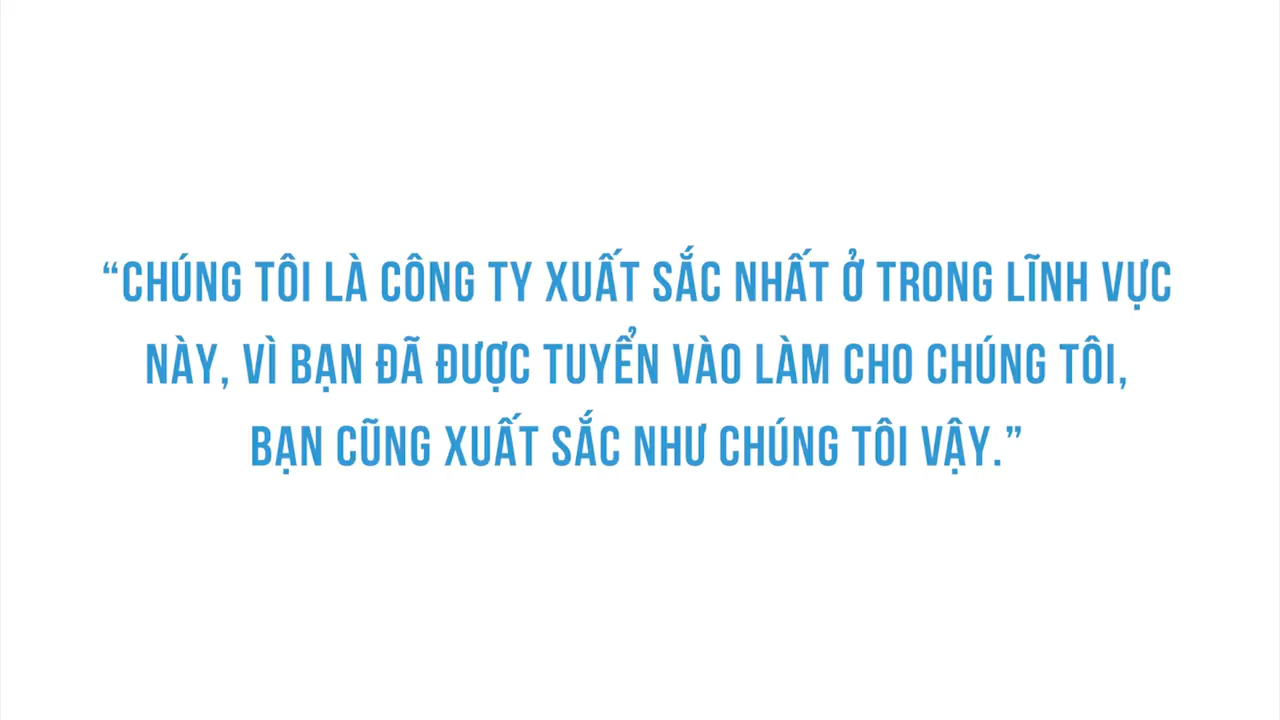 “CHÚNG TÔI LÀ CÔNG TY XUẤT SẮC NHẤT Ở TRONG LĨNH VỰC
NÀY, VÌ BẠN ĐÃ ĐƯỢC TUYỂN VÀO LÀM CHO CHÚNG TÔI,
BẠN CŨNG XUẤT SẮC NHƯ CHÚNG TÔI VẬY.”